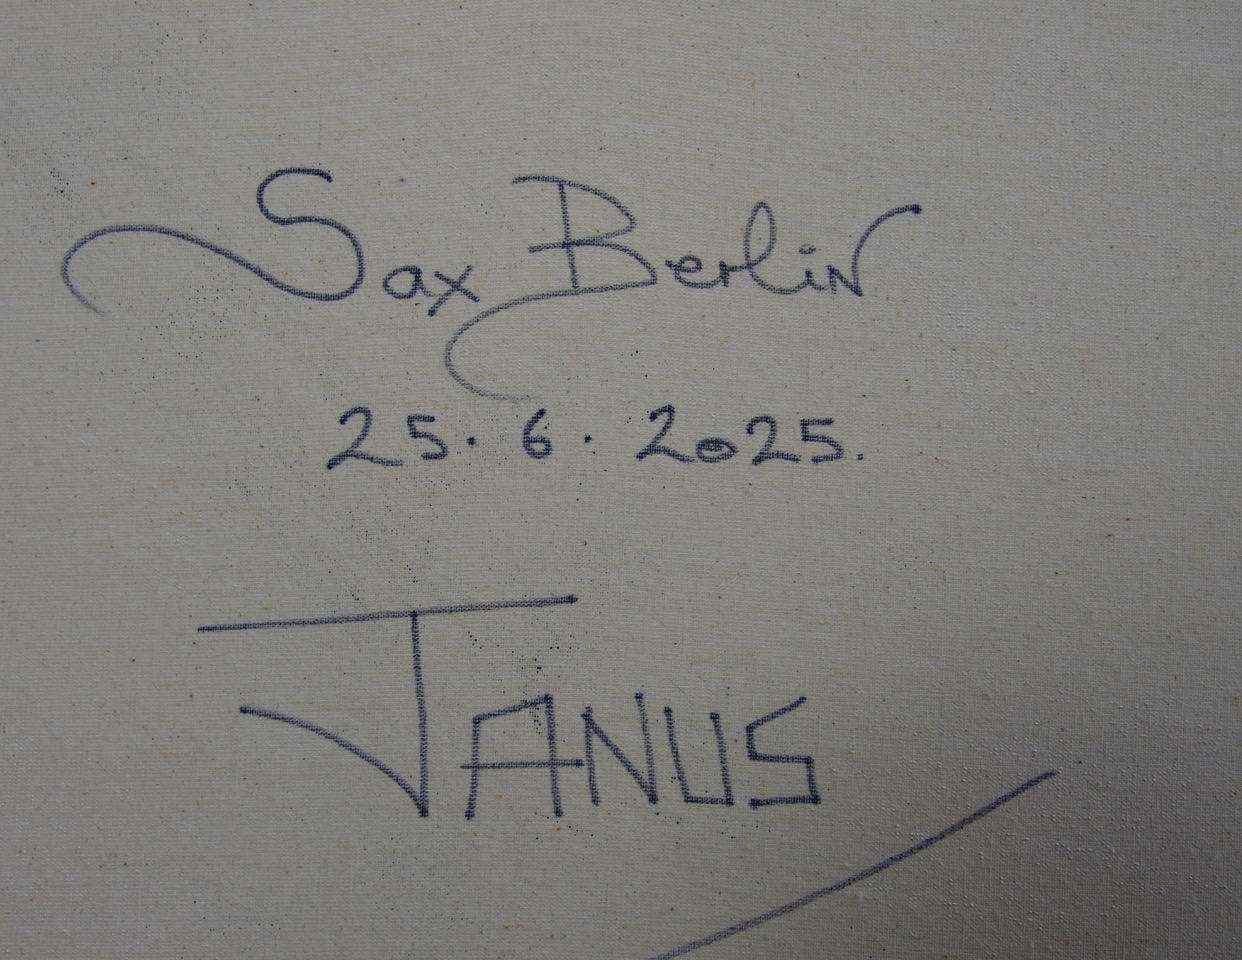 Sax Berlin
25. 6. 2025.
JANUS